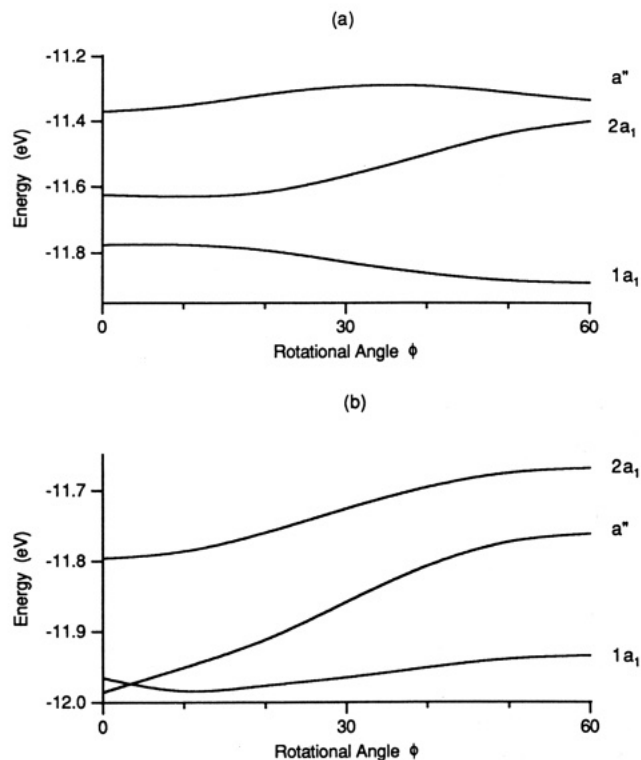 (a)
-11.2
-11.4
-11.6
-11.8
Energy (eV)
a"
2a₁
1a₁
0
30
60
Rotational Angle ϕ
(b)
-11.7
-11.8
-11.9
-12.0
Energy (eV)
2a₁
a"
1a₁
0
30
60
Rotational Angle ϕ